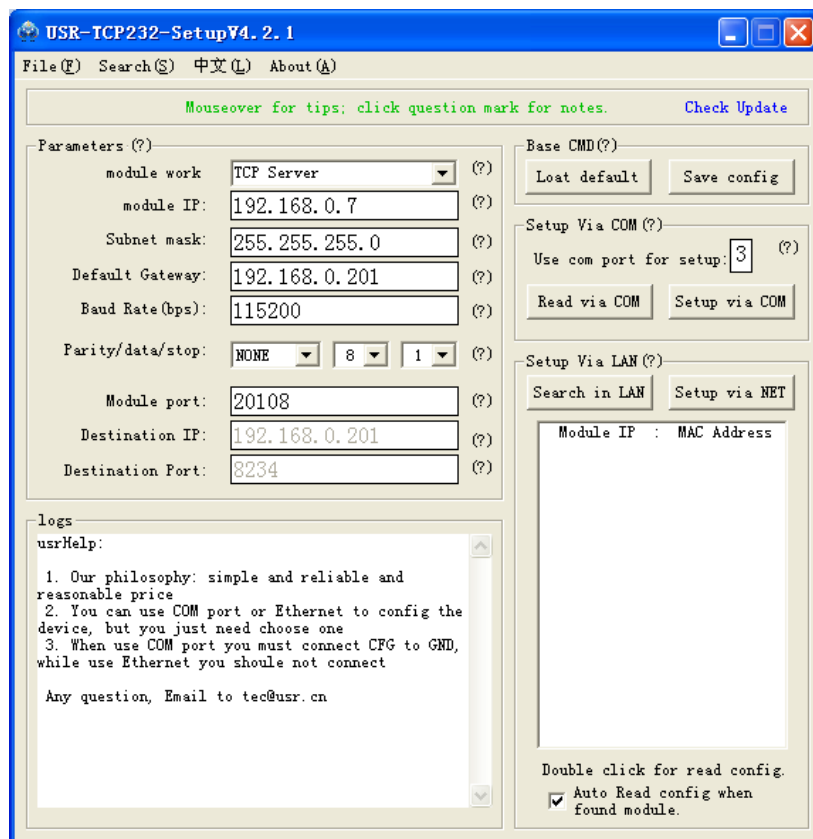 USR-TCP232-SetupV4.2.1
File(F) Search(S) 中文(L) About(A)
Mouseover for tips; click question mark for notes. Check Update
Parameters (?)
module work TCP Server (?)
module IP: 192.168.0.7 (?)
Subnet mask: 255.255.255.0 (?)
Default Gateway: 192.168.0.201 (?)
Baud Rate(bps): 115200 (?)
Parity/data/stop: NONE 8 1 (?)
Module port: 20108 (?)
Destination IP: 192.168.0.201 (?)
Destination Port: 8234 (?)
logs
usrHelp:
1. Our philosophy: simple and reliable and
reasonable price
2. You can use COM port or Ethernet to config the
device, but you just need choose one
3. When use COM port you must connect CFG to GND,
while use Ethernet you shoule not connect
Any question, Email to tec@usr.cn
Base CMD(?)
Loat default Save config
Setup Via COM(?)
Use com port for setup: 3 (?)
Read via COM Setup via COM
Setup Via LAN(?)
Search in LAN Setup via NET
Module IP : MAC Address
Double click for read config.
Auto Read config when
found module.